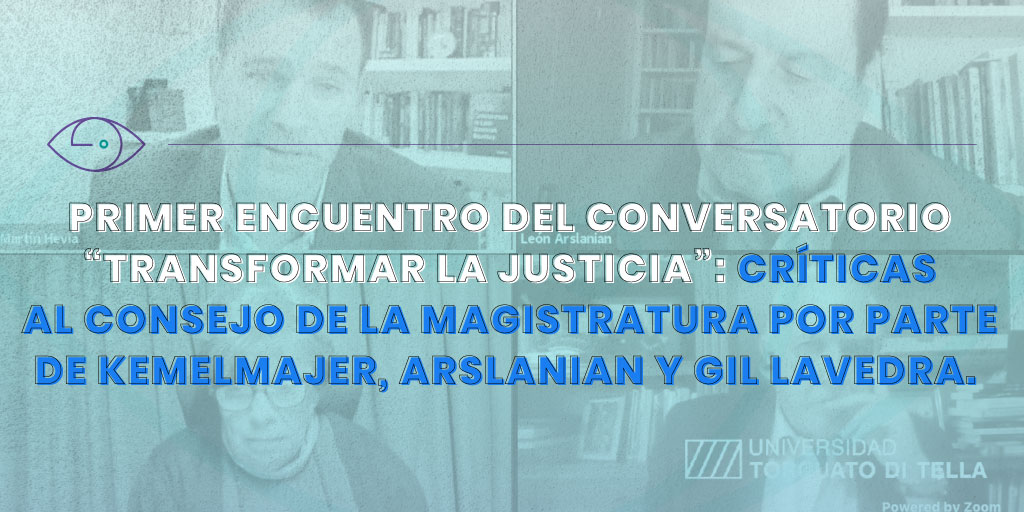 PRIMER ENCUENTRO DEL CONVERSATORIO
Martín Hevia
León Arslanian
“TRANSFORMAR LA JUSTICIA”: CRÍTICAS
AL CONSEJO DE LA MAGISTRATURA POR PARTE
DE KEMELMAJER, ARSLANIAN Y GIL LAVEDRA.
UNIVERSIDAD
TORCUATO DI TELLA
Powered by Zoom